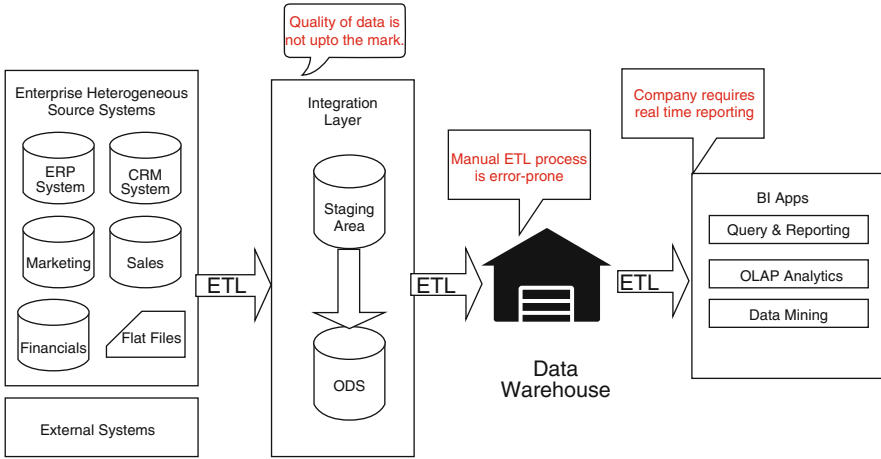 Quality of data is
not upto the mark.
Enterprise Heterogeneous
Source Systems
ERP
System
CRM
System
Marketing
Sales
Financials
Flat Files
External Systems
ETL
Integration
Layer
Staging
Area
ODS
ETL
Manual ETL process
is error-prone
Data
Warehouse
ETL
Company requires
real time reporting
BI Apps
Query & Reporting
OLAP Analytics
Data Mining